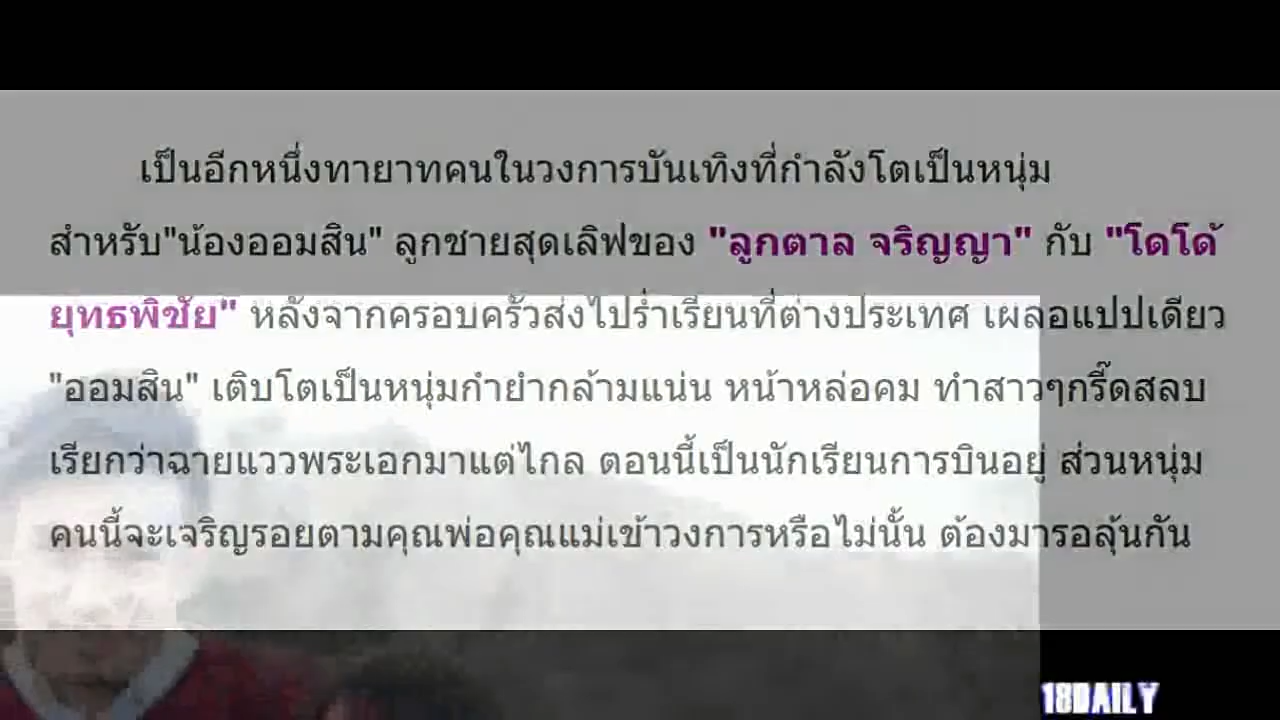 เป็นอีกหนึ่งทายาทคนในวงการบันเทิงที่กำลังโตเป็นหนุ่ม
สำหรับ"น้องออมสิน" ลูกชายสุดเลิฟของ "ลูกตาล จริญญา" กับ "โดโด้
ยุทธพิชัย" หลังจากครอบครัวส่งไปร่ำเรียนที่ต่างประเทศ เผลอแปปเดียว
"ออมสิน" เติบโตเป็นหนุ่มกำยำกล้ามแน่น หน้าหล่อคม ทำสาวๆกรี๊ดสลบ
เรียกว่าฉายแววพระเอกมาแต่ไกล ตอนนี้เป็นนักเรียนการบินอยู่ ส่วนหนุ่ม
คนนี้จะเจริญรอยตามคุณพ่อคุณแม่เข้าวงการหรือไม่นั้น ต้องมารอลุ้นกัน
18DAILY